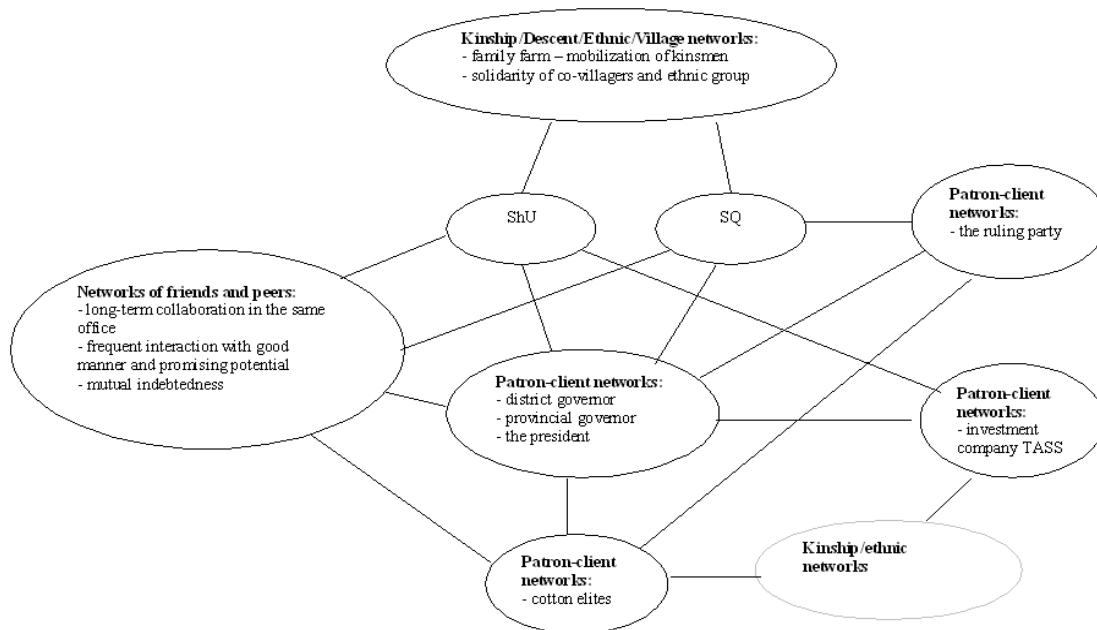 Kinship/Descent/Ethnic/Village networks:
- family farm – mobilization of kinsmen
- solidarity of co-villagers and ethnic group
ShU
SQ
Patron-client
networks:
- the ruling party
Networks of friends and peers:
- long-term collaboration in the same
office
- frequent interaction with good
manner and promising potential
- mutual indebtedness
Patron-client networks:
- district governor
- provincial governor
- the president
Patron-client
networks:
- investment
company TASS
Kinship/ethnic
networks
Patron-client
networks:
- cotton elites